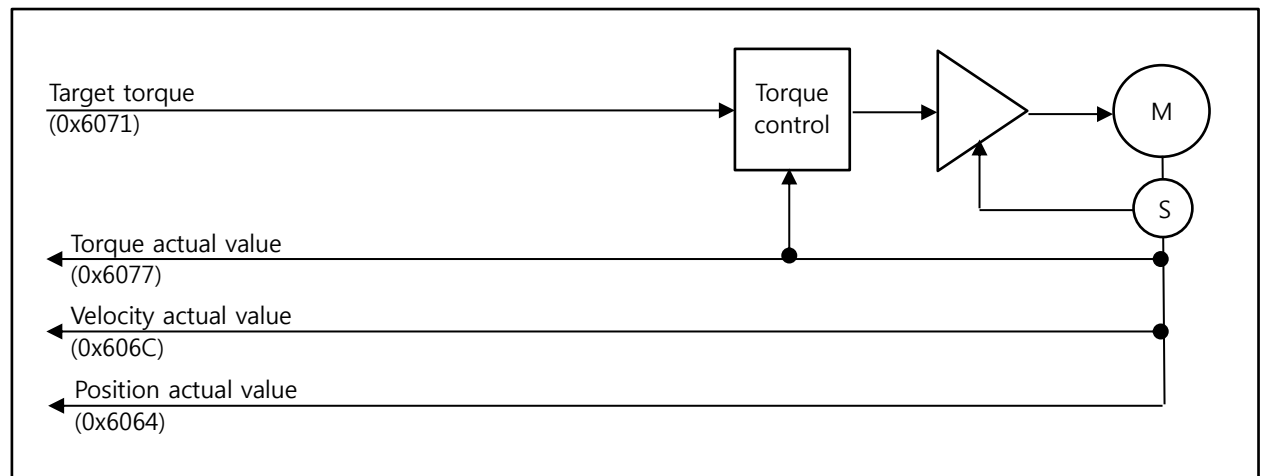 Target torque
(0x6071)
Torque
control
M
S
Torque actual value
(0x6077)
Velocity actual value
(0x606C)
Position actual value
(0x6064)